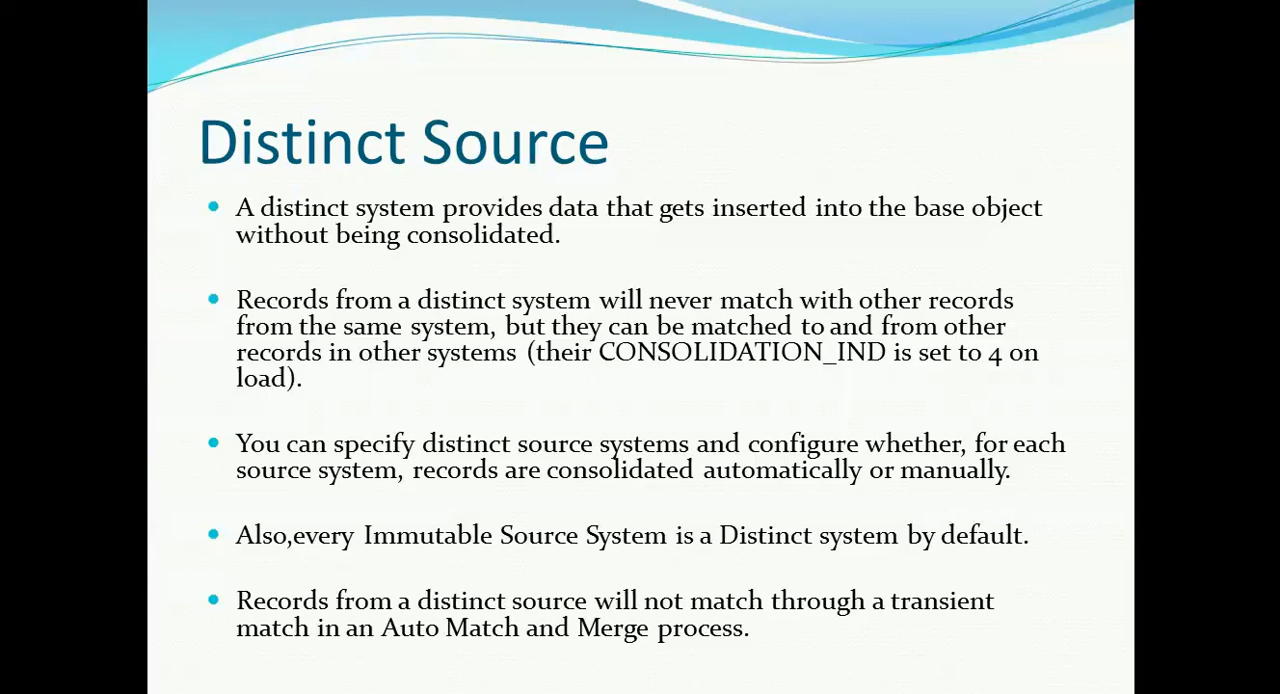 Distinct Source
A distinct system provides data that gets inserted into the base object
without being consolidated.
Records from a distinct system will never match with other records
from the same system, but they can be matched to and from other
records in other systems (their CONSOLIDATION_IND is set to 4 on
load).
You can specify distinct source systems and configure whether, for each
source system, records are consolidated automatically or manually.
Also,every Immutable Source System is a Distinct system by default.
Records from a distinct source will not match through a transient
match in an Auto Match and Merge process.